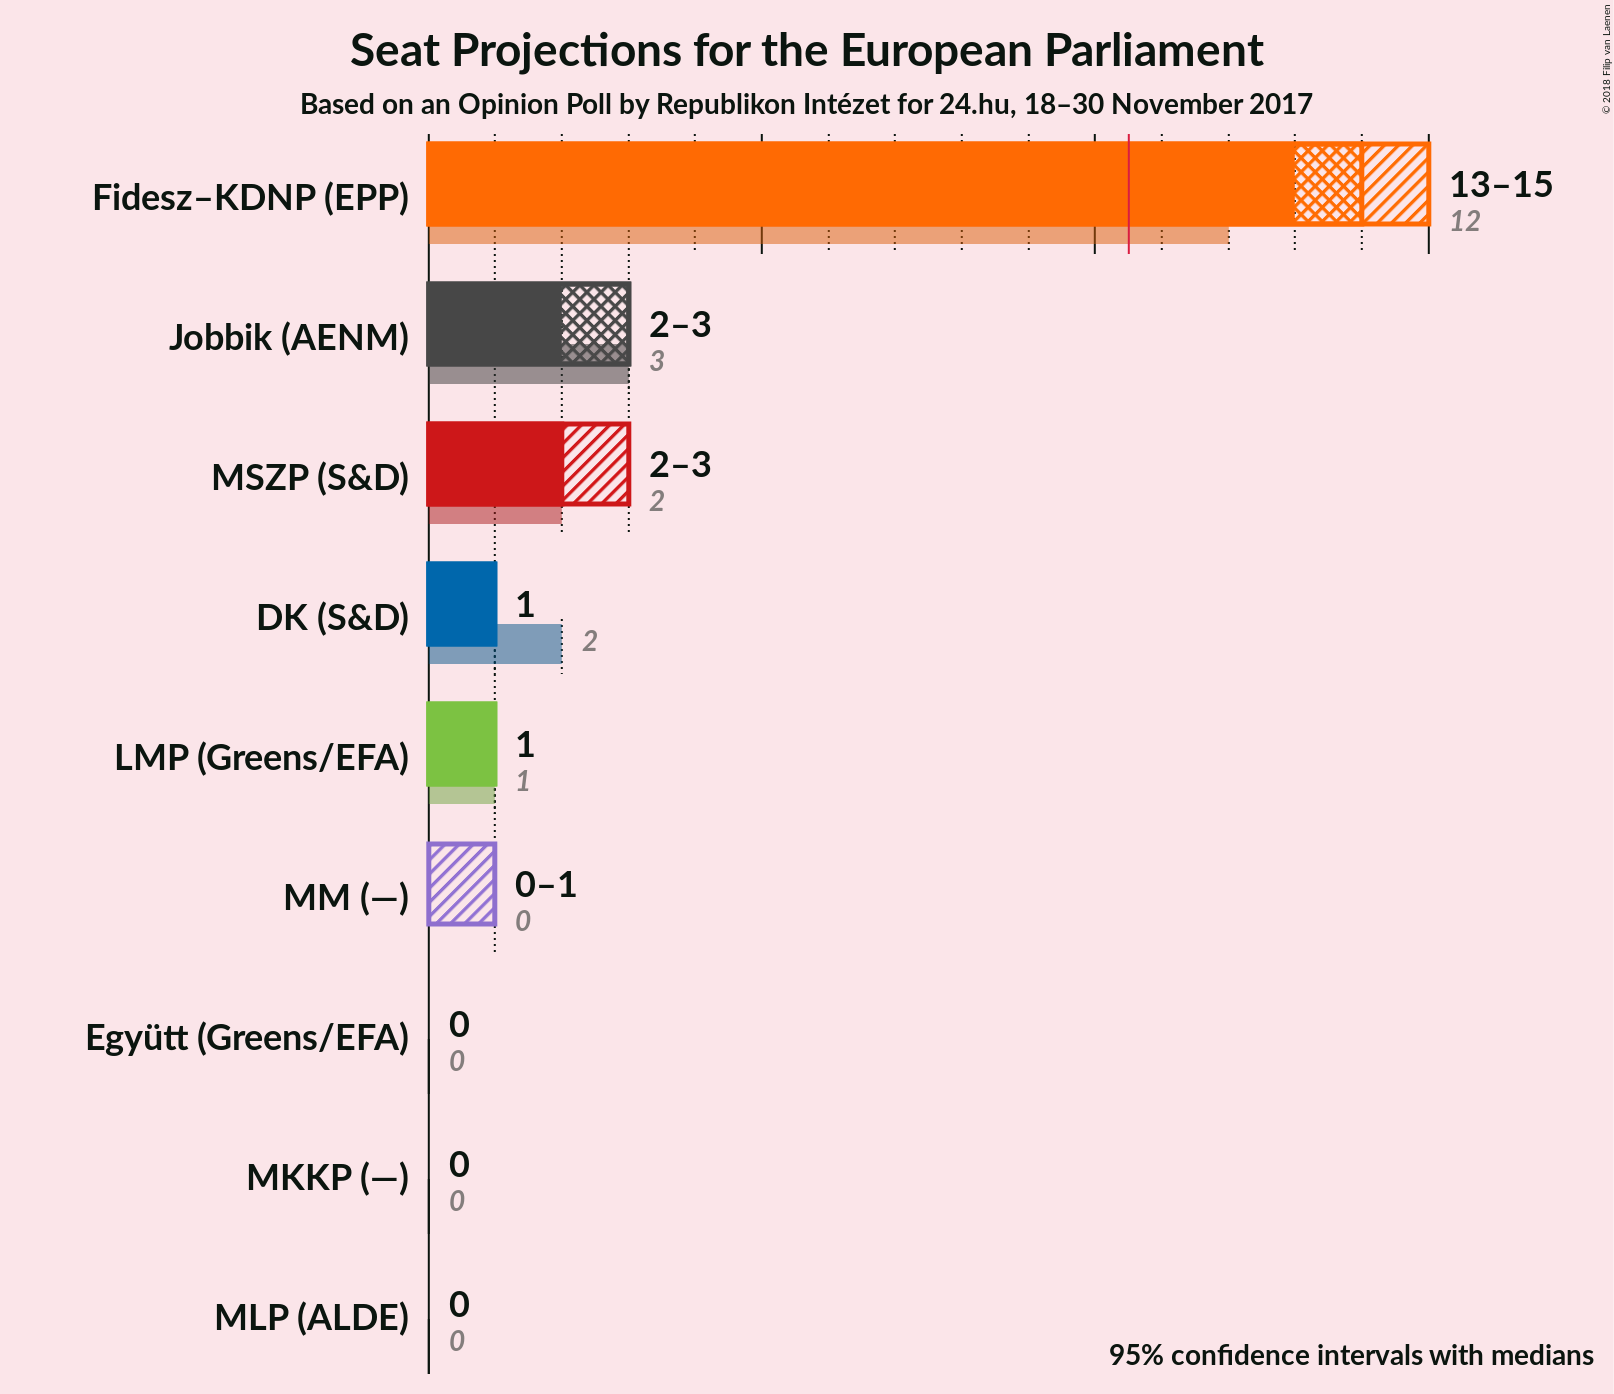 Seat Projections for the European Parliament
Based on an Opinion Poll by Republikon Intézet for 24.hu, 18–30 November 2017
© 2018 Filip van Laenen
Fidesz–KDNP (EPP)
13–15
12
Jobbik (AENM)
2–3
3
MSZP (S&D)
2–3
2
DK (S&D)
1
2
LMP (Greens/EFA)
1
1
MM (—)
0–1
0
Együtt (Greens/EFA)
0
0
MKKP (—)
0
0
MLP (ALDE)
0
0
95% confidence intervals with medians